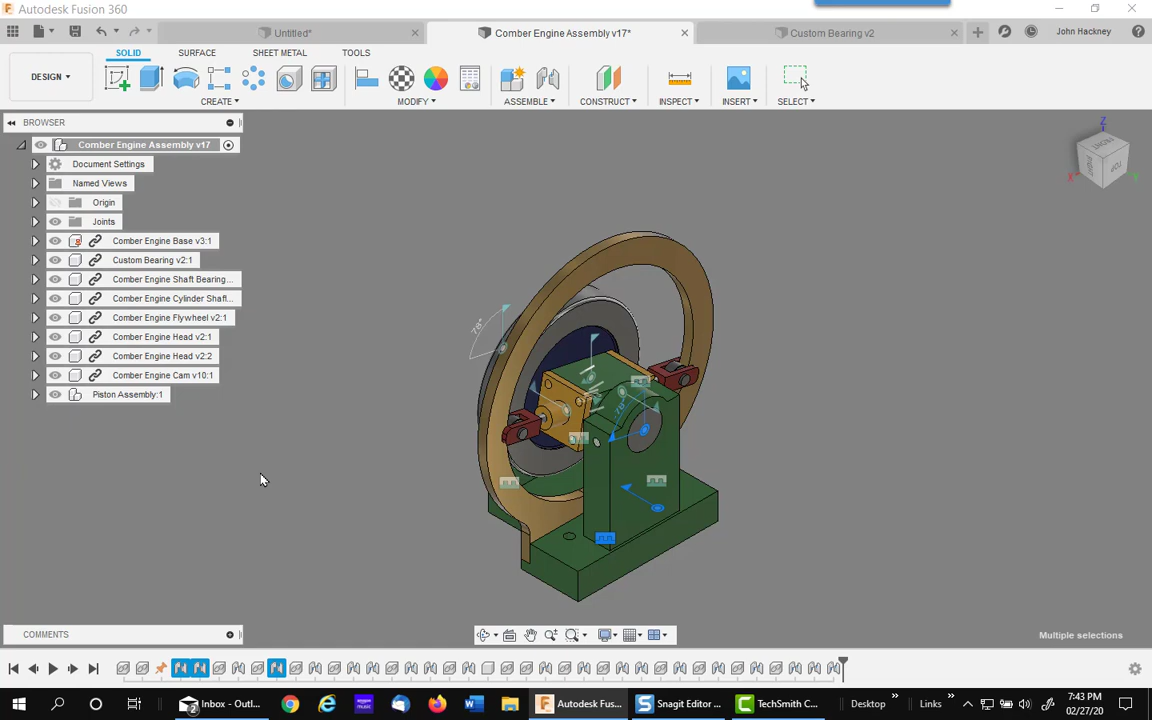 Autodesk Fusion 360
Untitled*
Comber Engine Assembly v17*
Custom Bearing v2
John Hackney
DESIGN
SOLID
SURFACE
SHEET METAL
TOOLS
CREATE
MODIFY
ASSEMBLE
CONSTRUCT
INSPECT
INSERT
SELECT
BROWSER
Comber Engine Assembly v17
Document Settings
Named Views
Origin
Joints
Comber Engine Base v3:1
Custom Bearing v2:1
Comber Engine Shaft Bearing...
Comber Engine Cylinder Shaft...
Comber Engine Flywheel v2:1
Comber Engine Head v2:1
Comber Engine Head v2:2
Comber Engine Cam v10:1
Piston Assembly:1
Z
X
Y
FRONT
RIGHT
TOP
78°
COMMENTS
Multiple selections
Inbox - Outl...
Autodesk Fus...
Snagit Editor ...
TechSmith C...
Desktop
Links
7:43 PM
02/27/20